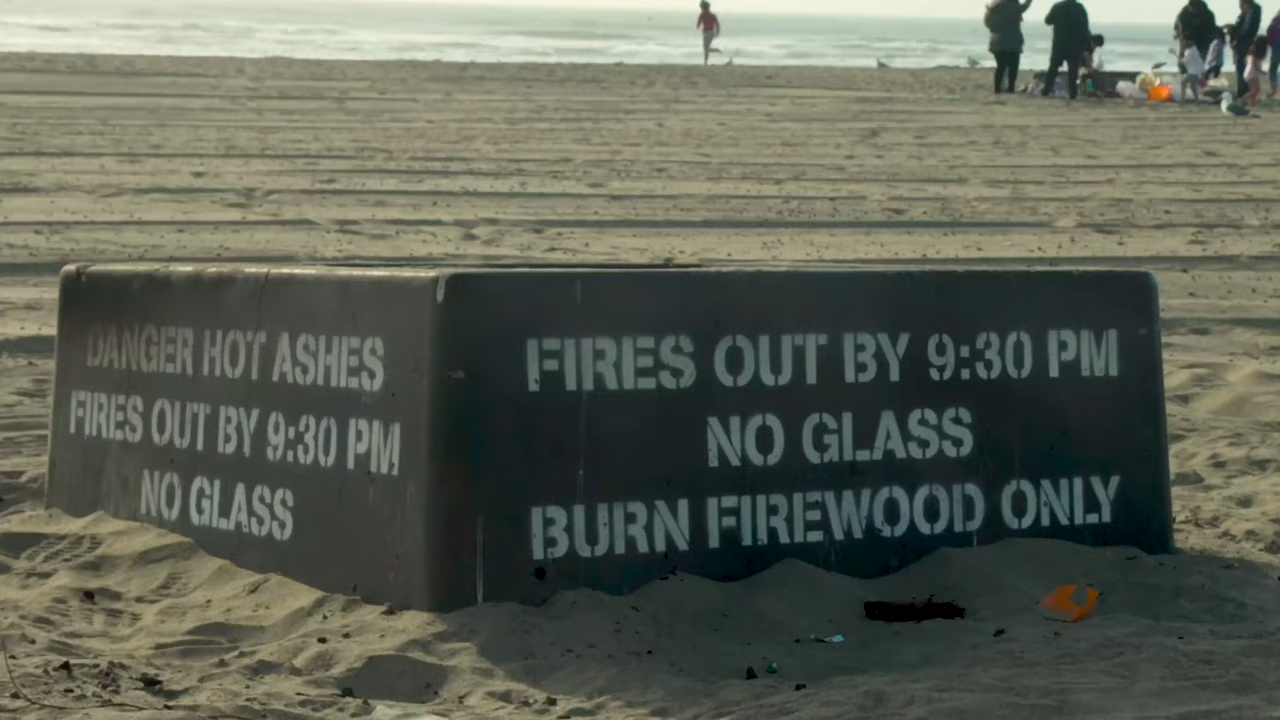 DANGER HOT ASHES
FIRES OUT BY 9:30 PM
NO GLASS
FIRES OUT BY 9:30 PM
NO GLASS
BURN FIREWOOD ONLY